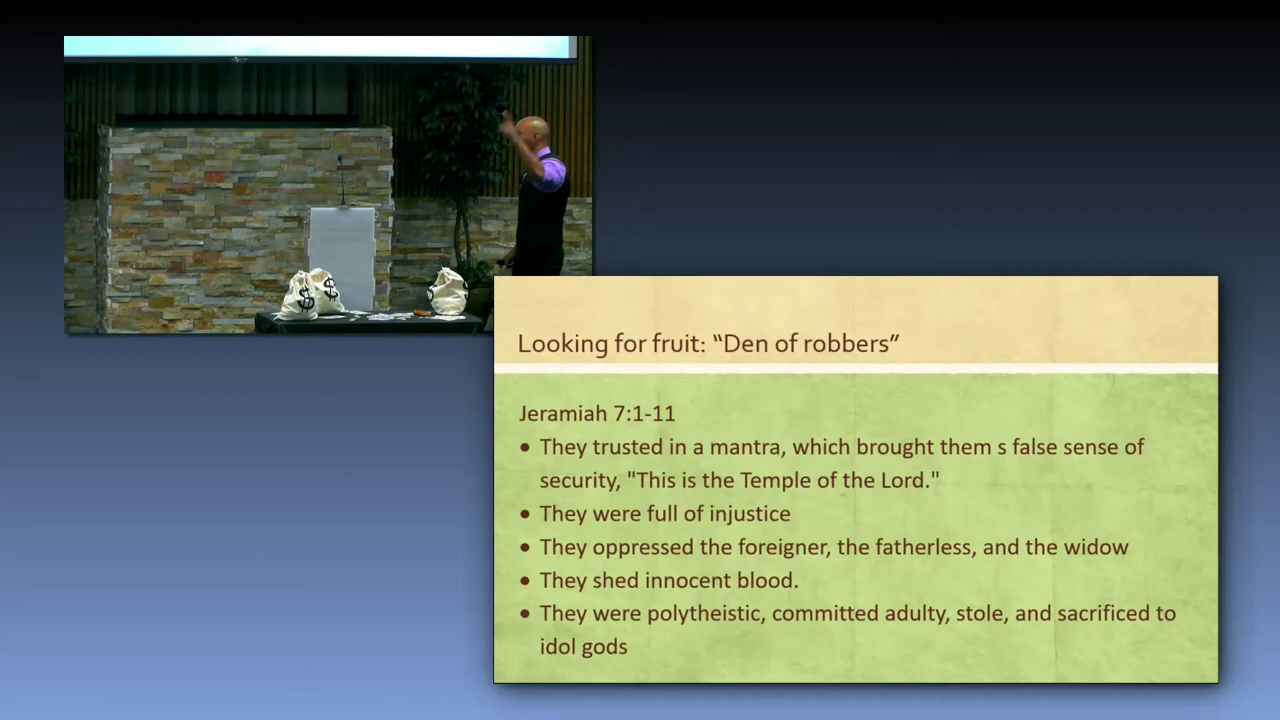 $ $
Looking for fruit: “Den of robbers”
Jeramiah 7:1-11
• They trusted in a mantra, which brought them s false sense of
security, "This is the Temple of the Lord."
• They were full of injustice
• They oppressed the foreigner, the fatherless, and the widow
• They shed innocent blood.
• They were polytheistic, committed adulty, stole, and sacrificed to
idol gods